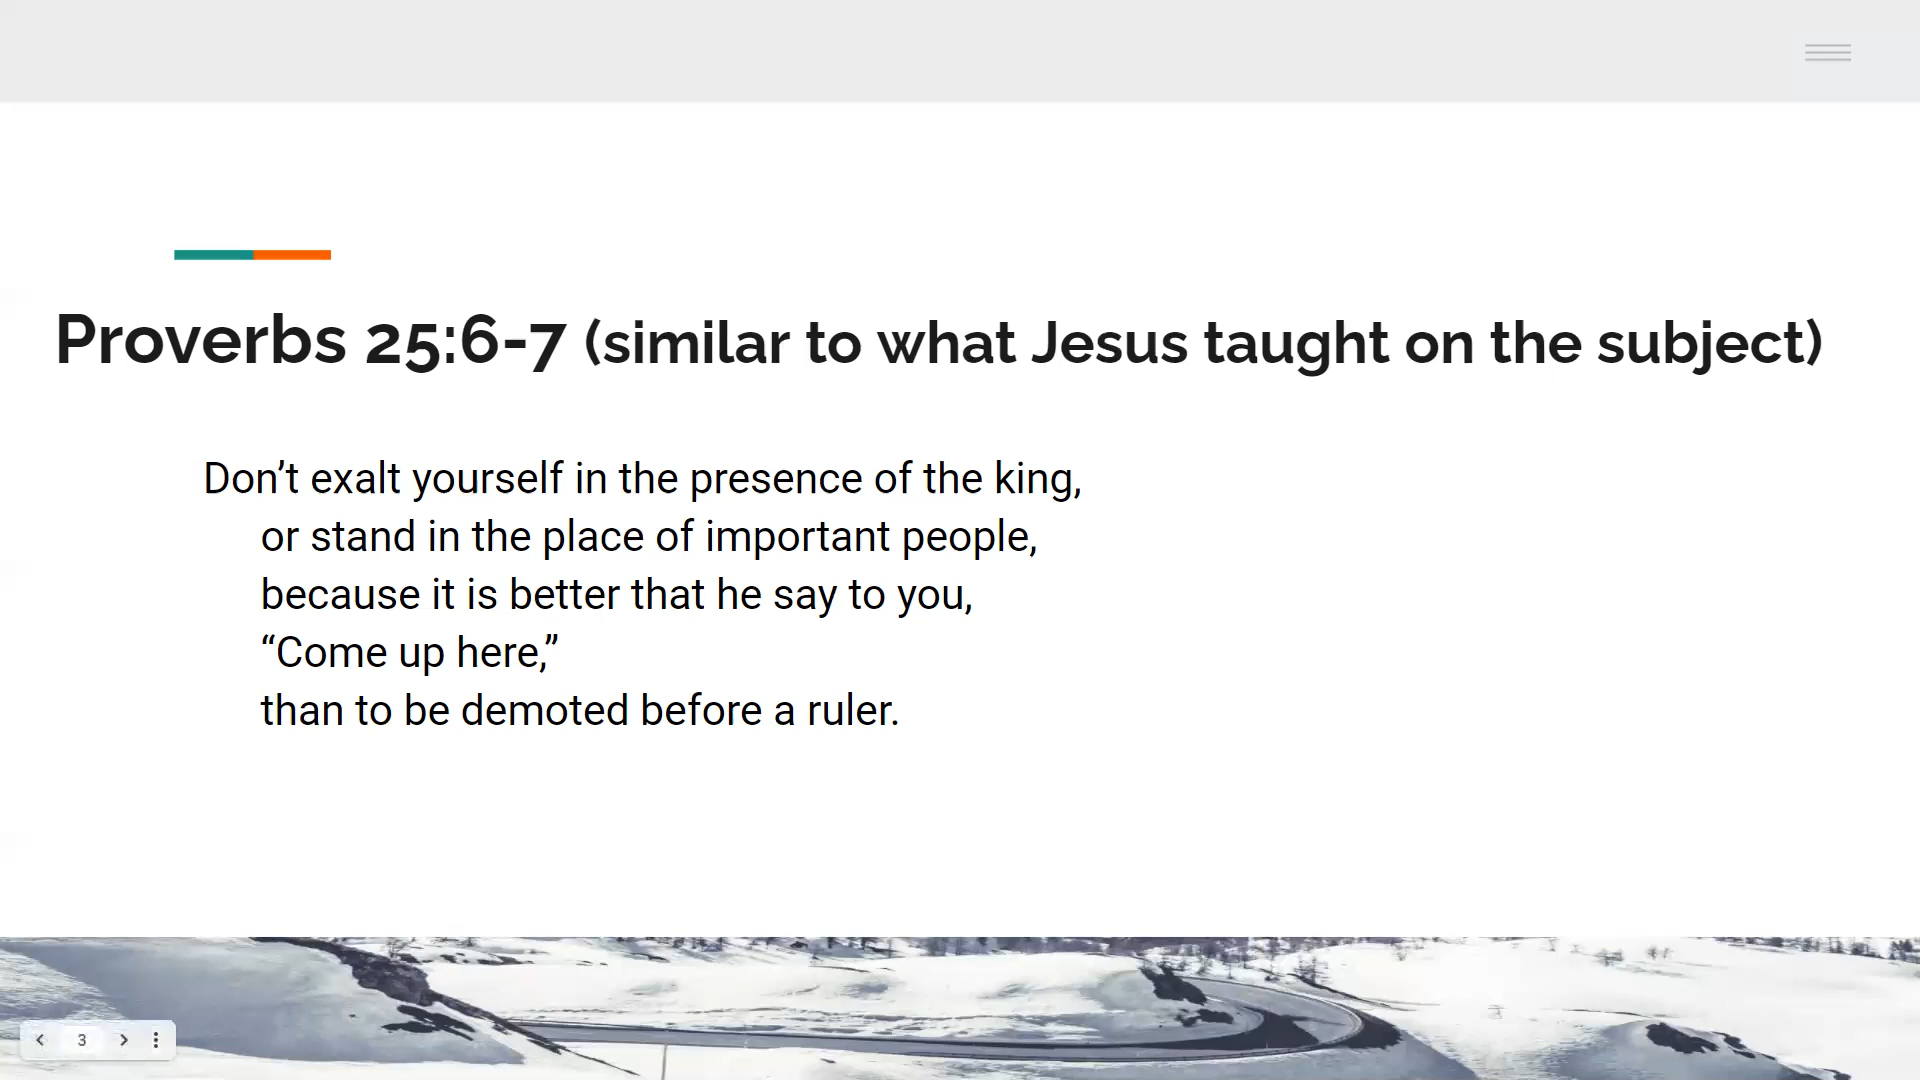 Proverbs 25:6-7 (similar to what Jesus taught on the subject)
Don’t exalt yourself in the presence of the king,
or stand in the place of important people,
because it is better that he say to you,
“Come up here,”
than to be demoted before a ruler.
3